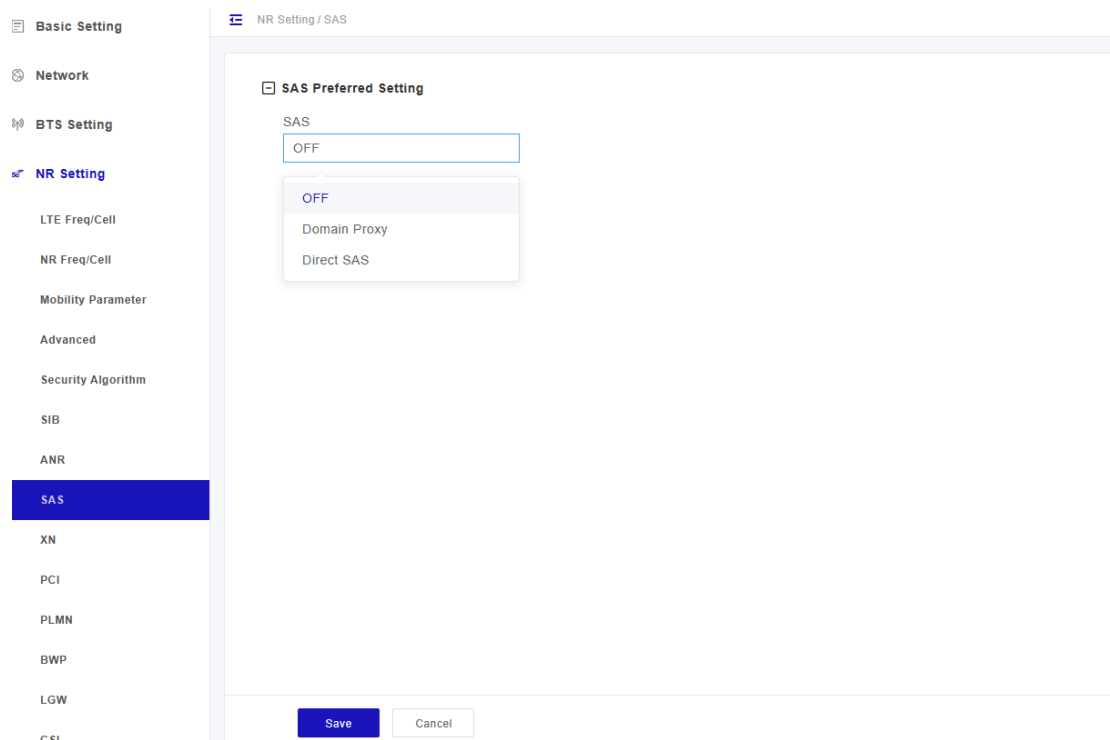 Basic Setting
NR Setting / SAS
Network
SAS Preferred Setting
BTS Setting
SAS
OFF
NR Setting
OFF
Domain Proxy
Direct SAS
LTE Freq/Cell
NR Freq/Cell
Mobility Parameter
Advanced
Security Algorithm
SIB
ANR
SAS
XN
PCI
PLMN
BWP
LGW
Save
Cancel